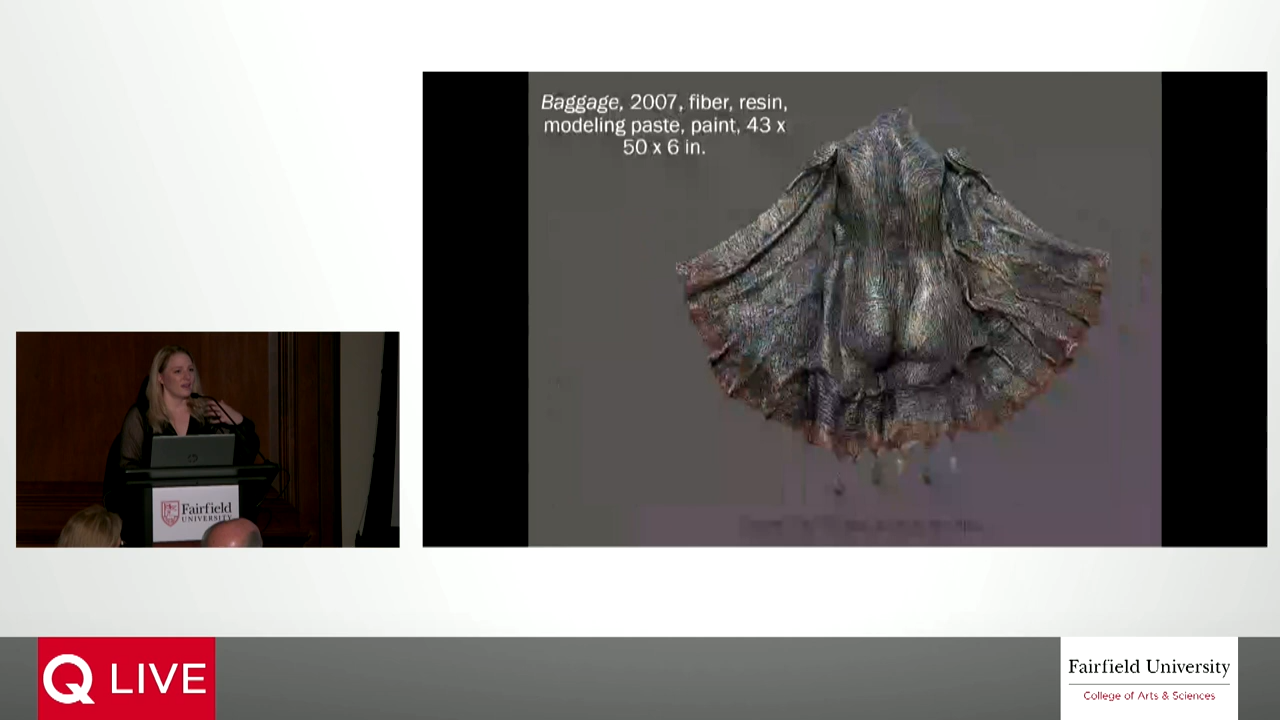 Baggage, 2007, fiber, resin,
modeling paste, paint, 43 x
50 x 6 in.
Fairfield
UNIVERSITY
Q LIVE
Fairfield University
College of Arts & Sciences